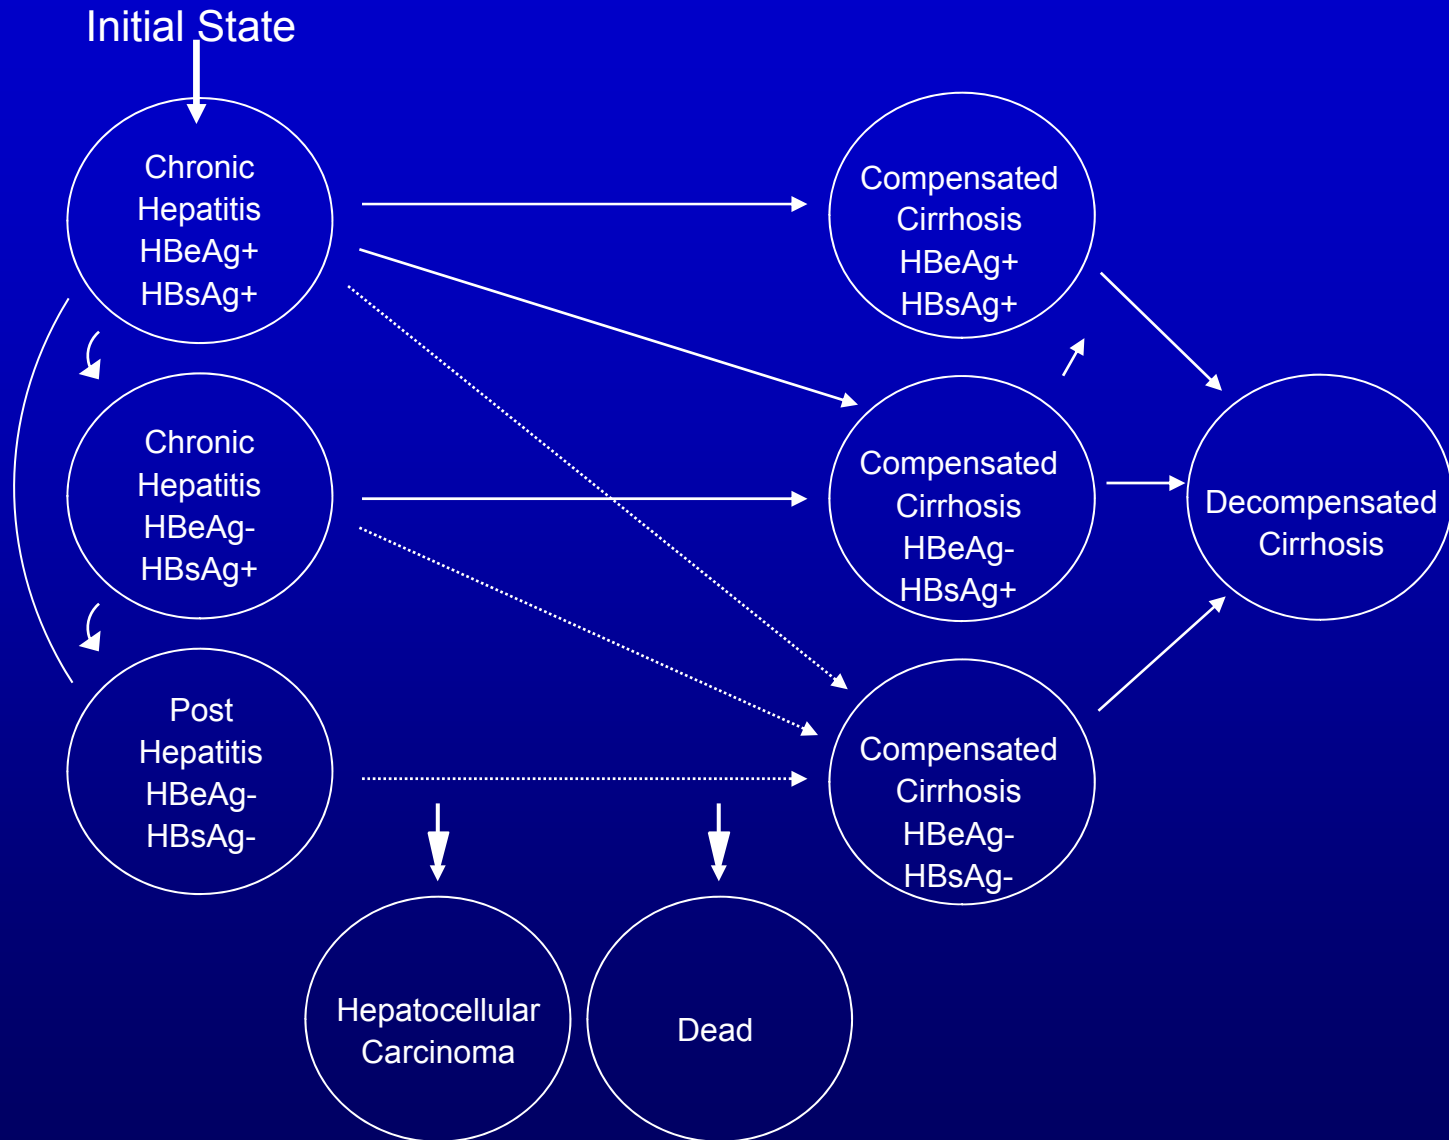 Initial State
Chronic
Hepatitis
HBeAg+
HBsAg+
Compensated
Cirrhosis
HBeAg+
HBsAg+
Chronic
Hepatitis
HBeAg-
HBsAg+
Compensated
Cirrhosis
HBeAg-
HBsAg+
Decompensated
Cirrhosis
Post
Hepatitis
HBeAg-
HBsAg-
Compensated
Cirrhosis
HBeAg-
HBsAg-
Hepatocellular
Carcinoma
Dead